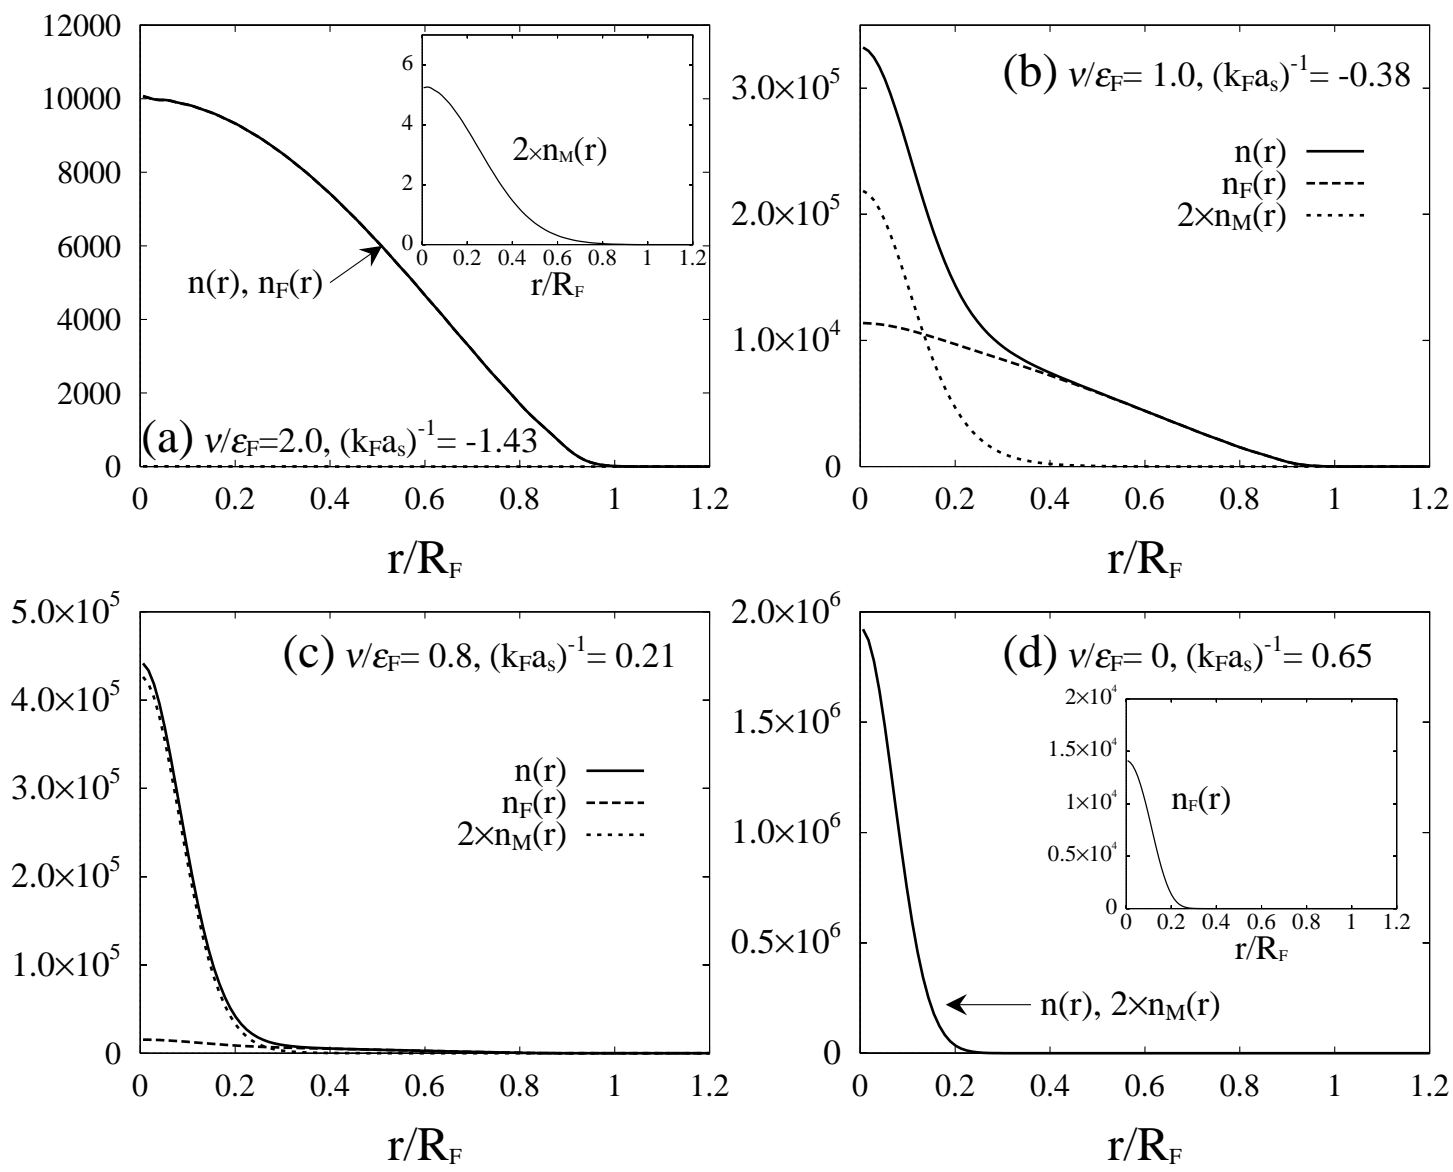 12000
10000
8000
6000
4000
2000
0
0 0.2 0.4 0.6 0.8 1 1.2
r/R_F
n(r), n_F(r)
(a) ν/ε_F=2.0, (k_Fa_s)^-1= -1.43
6
4
2
0
0 0.2 0.4 0.6 0.8 1 1.2
r/R_F
2×n_M(r)
(b) ν/ε_F= 1.0, (k_Fa_s)^-1= -0.38
3.0×10^5
2.0×10^5
1.0×10^4
0
n(r)
n_F(r)
2×n_M(r)
0 0.2 0.4 0.6 0.8 1 1.2
r/R_F
5.0×10^5
4.0×10^5
3.0×10^5
2.0×10^5
1.0×10^5
0
(c) ν/ε_F= 0.8, (k_Fa_s)^-1= 0.21
n(r)
n_F(r)
2×n_M(r)
0 0.2 0.4 0.6 0.8 1 1.2
r/R_F
2.0×10^6
1.5×10^6
1.0×10^6
0.5×10^6
0
(d) ν/ε_F= 0, (k_Fa_s)^-1= 0.65
2×10^4
1.5×10^4
1×10^4
0.5×10^4
0
n_F(r)
0 0.2 0.4 0.6 0.8 1 1.2
r/R_F
n(r), 2×n_M(r)
0 0.2 0.4 0.6 0.8 1 1.2
r/R_F